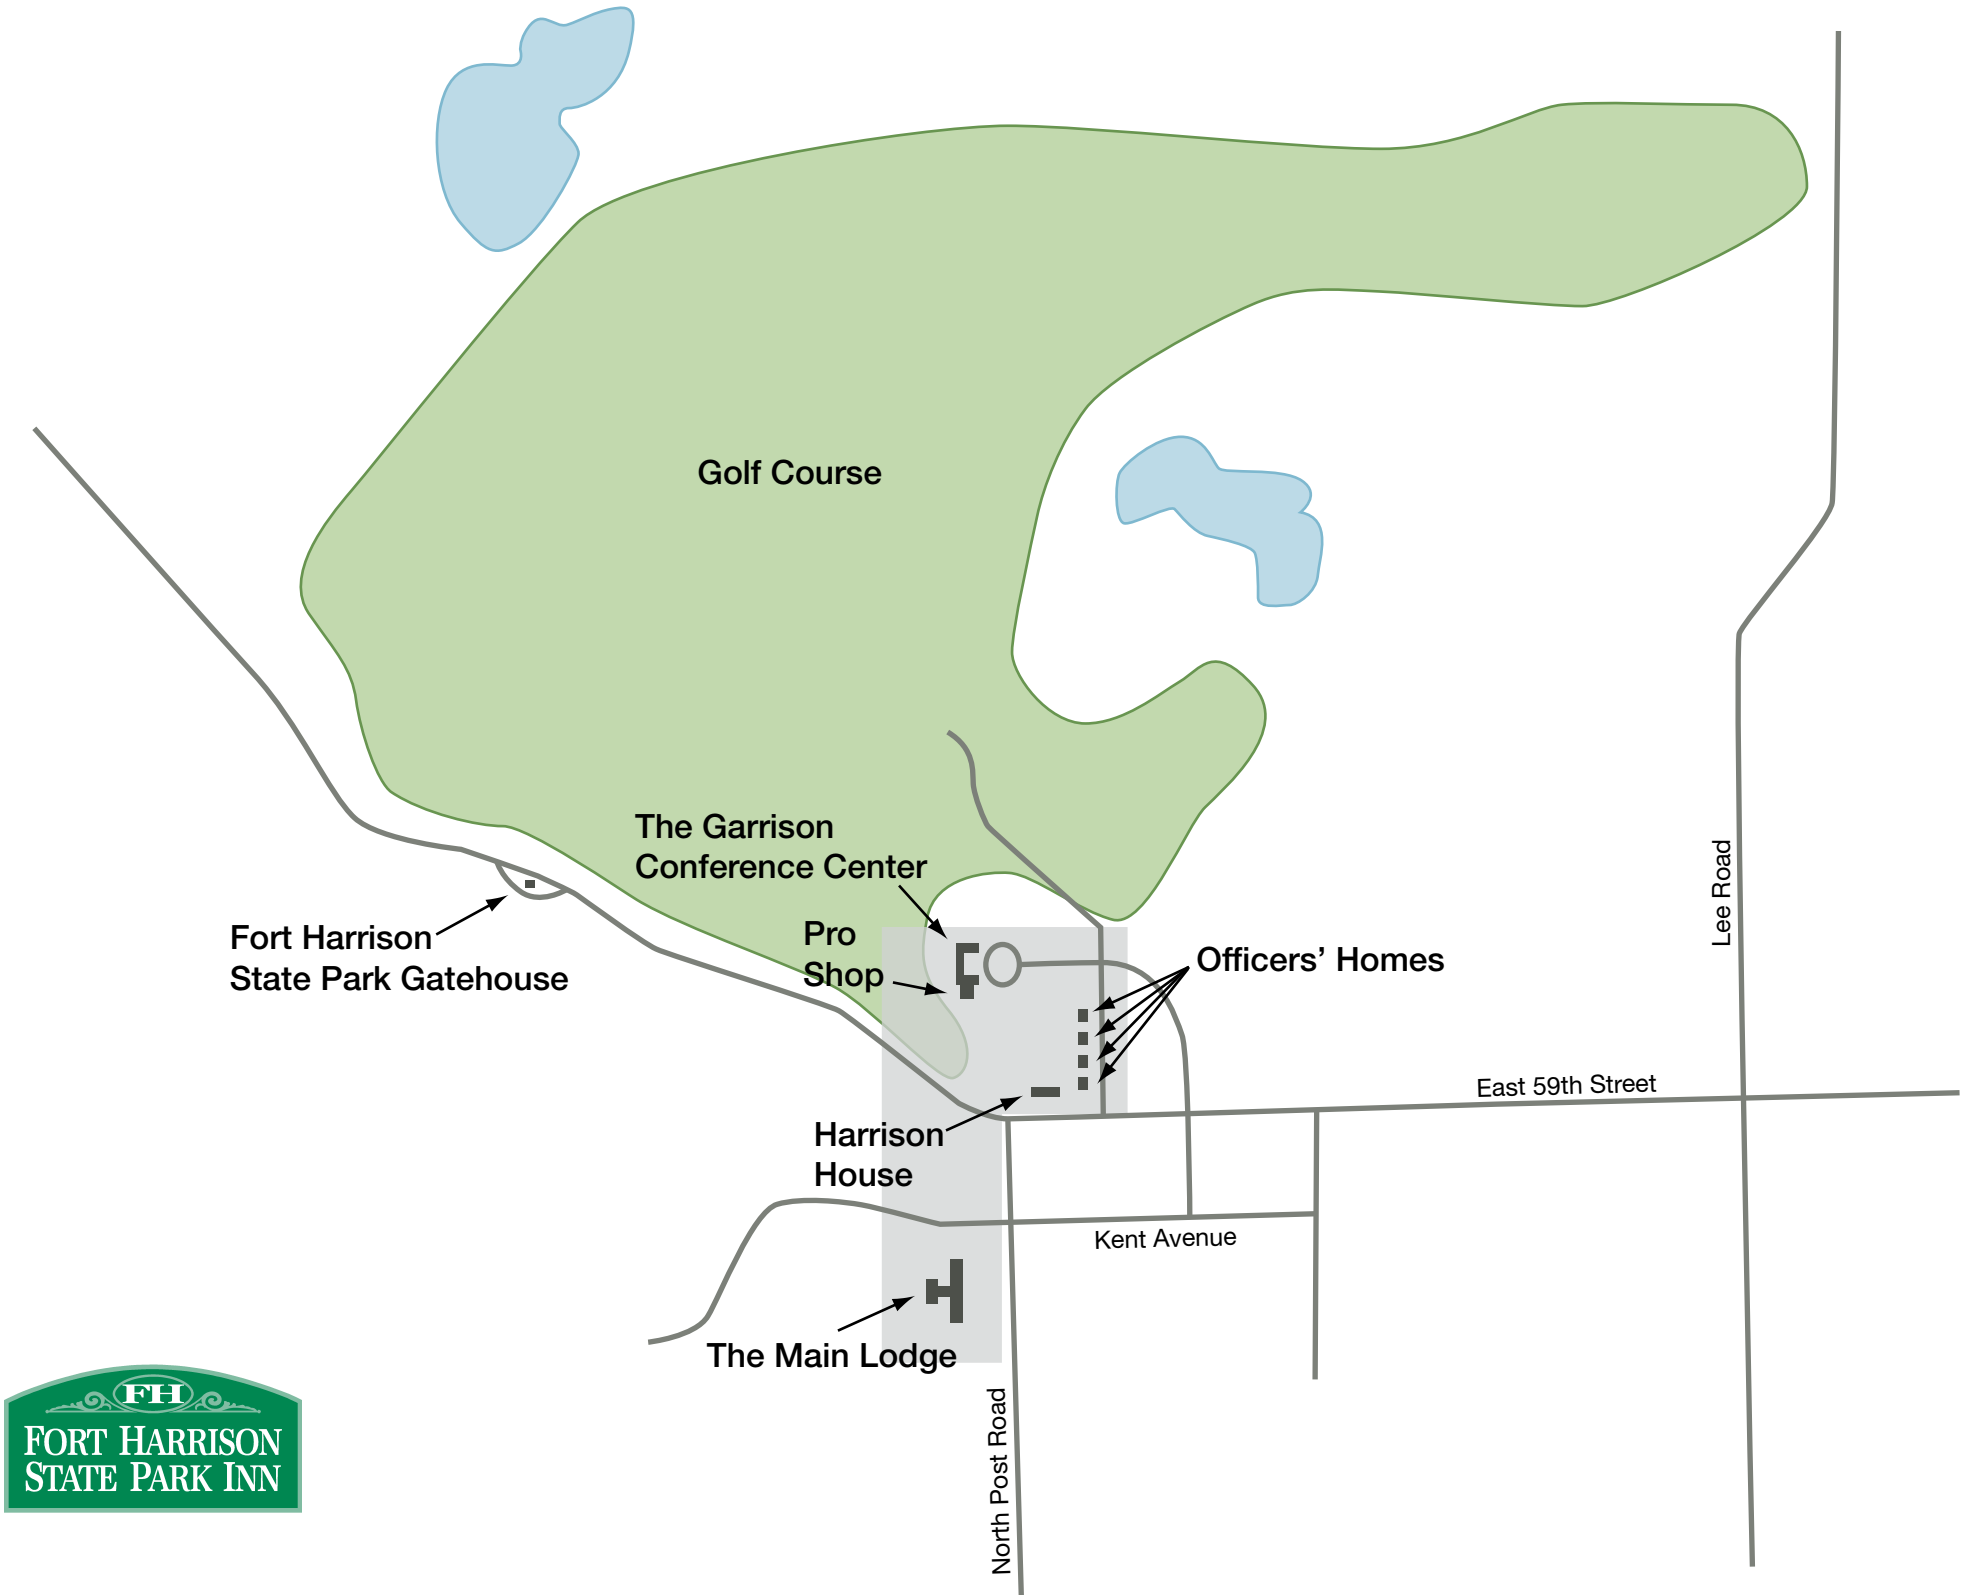 Golf Course
The Garrison
Conference Center
Pro
Shop
Fort Harrison
State Park Gatehouse
Officers’ Homes
Lee Road
East 59th Street
Harrison
House
Kent Avenue
The Main Lodge
North Post Road
FH
FORT HARRISON
STATE PARK INN